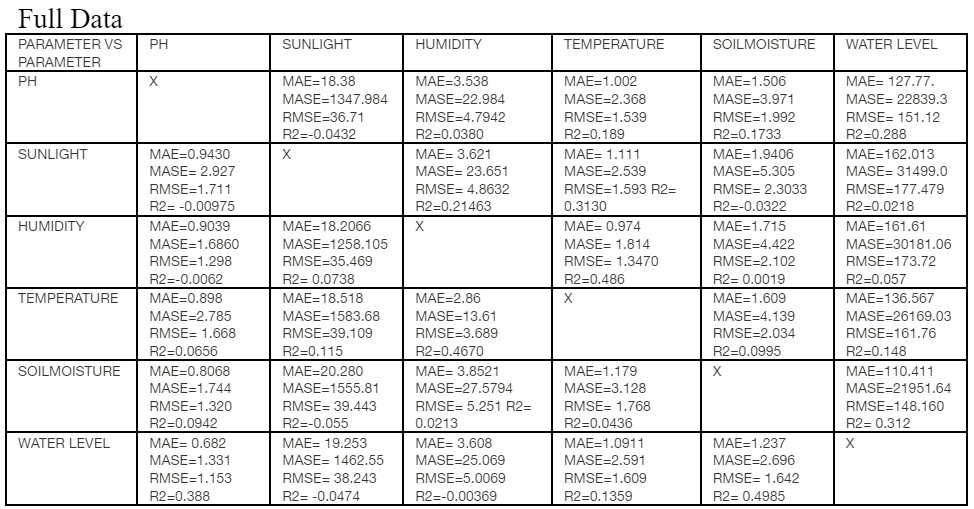 Full Data
PARAMETER VS PARAMETER PH SUNLIGHT HUMIDITY TEMPERATURE SOILMOISTURE WATER LEVEL
PH X MAE=18.38 MAE=3.538 MAE=1.002 MAE=1.506 MAE= 127.77.
MASE=1347.984 MASE=22.984 MASE=2.368 MASE=3.971 MASE= 22839.3
RMSE=36.71 RMSE=4.7942 RMSE=1.539 RMSE=1.992 RMSE= 151.12
R2=-0.0432 R2=0.0380 R2=0.189 R2=0.1733 R2=0.288
SUNLIGHT MAE=0.9430 X MAE= 3.621 MAE= 1.111 MAE=1.9406 MAE=162.013
MASE= 2.927 MASE= 23.651 MASE=2.539 MASE=5.305 MASE= 31499.0
RMSE=1.711 RMSE= 4.8632 RMSE=1.593 R2= RMSE= 2.3033 RMSE=177.479
R2= -0.00975 R2=0.21463 0.3130 R2=-0.0322 R2=0.0218
HUMIDITY MAE=0.9039 MAE=18.2066 X MAE= 0.974 MAE=1.715 MAE=161.61
MASE=1.6860 MASE=1258.105 MASE= 1.814 MASE=4.422 MASE=30181.06
RMSE=1.298 RMSE=35.469 RMSE= 1.3470 RMSE=2.102 RMSE=173.72
R2=-0.0062 R2= 0.0738 R2=0.486 R2= 0.0019 R2=0.057
TEMPERATURE MAE=0.898 MAE=18.518 MAE=2.86 X MAE=1.609 MAE=136.567
MASE=2.785 MASE=1583.68 MASE=13.61 MASE=4.139 MASE=26169.03
RMSE= 1.668 RMSE=39.109 RMSE=3.689 RMSE=2.034 RMSE=161.76
R2=0.0656 R2=0.115 R2=0.4670 R2=0.0995 R2=0.148
SOILMOISTURE MAE=0.8068 MAE=20.280 MAE= 3.8521 MAE=1.179 X MAE=110.411
MASE=1.744 MASE=1555.81 MASE=27.5794 MASE=3.128 MASE=21951.64
RMSE=1.320 RMSE= 39.443 RMSE= 5.251 R2= RMSE= 1.768 RMSE=148.160
R2=0.0942 R2=-0.055 0.0213 R2=0.0436 R2= 0.312
WATER LEVEL MAE= 0.682 MAE= 19.253 MAE= 3.608 MAE=1.0911 MAE=1.237 X
MASE=1.331 MASE= 1462.55 MASE=25.069 MASE=2.591 MASE=2.696
RMSE=1.153 RMSE= 38.243 RMSE=5.0069 RMSE=1.609 RMSE= 1.642
R2=0.388 R2= -0.0474 R2=-0.00369 R2=0.1359 R2= 0.4985